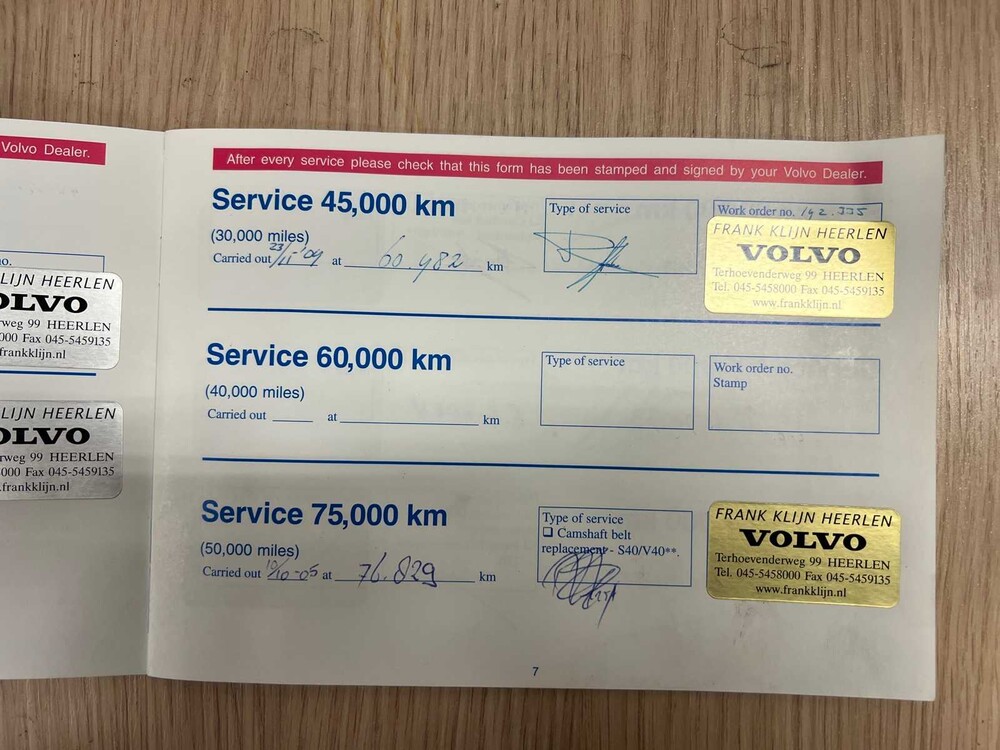 Volvo Dealer.
o.
LIJN HEERLEN
OLVO
rweg 99 HEERLEN
000 Fax 045-5459135
frankklijn.nl
LIJN HEERLEN
OLVO
rweg 99 HEERLEN
000 Fax 045-5459135
.frankklijn.nl
After every service please check that this form has been stamped and signed by your Volvo Dealer.
Service 45,000 km
(30,000 miles)
Carried out 23/11-'04 at 60.482 km
Type of service
Work order no. 142.335
FRANK KLIJN HEERLEN
VOLVO
Terhoevenderweg 99 HEERLEN
Tel. 045-5458000 Fax 045-5459135
www.frankklijn.nl
Service 60,000 km
(40,000 miles)
Carried out at km
Type of service
Work order no.
Stamp
Service 75,000 km
(50,000 miles)
Carried out 10/10-05 at 76.829 km
Type of service
❑ Camshaft belt
replacement - S40/V40**.
FRANK KLIJN HEERLEN
VOLVO
Terhoevenderweg 99 HEERLEN
Tel. 045-5458000 Fax 045-5459135
www.frankklijn.nl
7